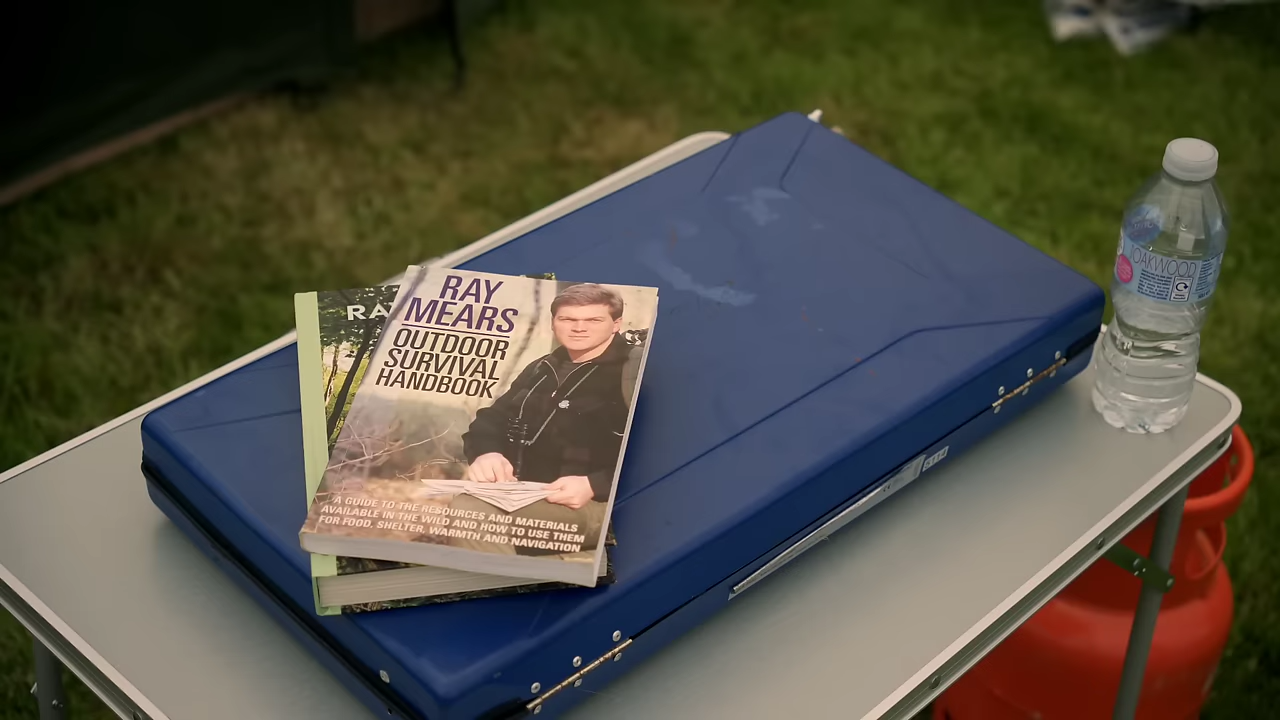 RAY
MEARS
OUTDOOR
SURVIVAL
HANDBOOK
A GUIDE TO THE RESOURCES AND MATERIALS
AVAILABLE IN THE WILD AND HOW TO USE THEM
FOR FOOD, SHELTER, WARMTH AND NAVIGATION
RA
OAKWOOD